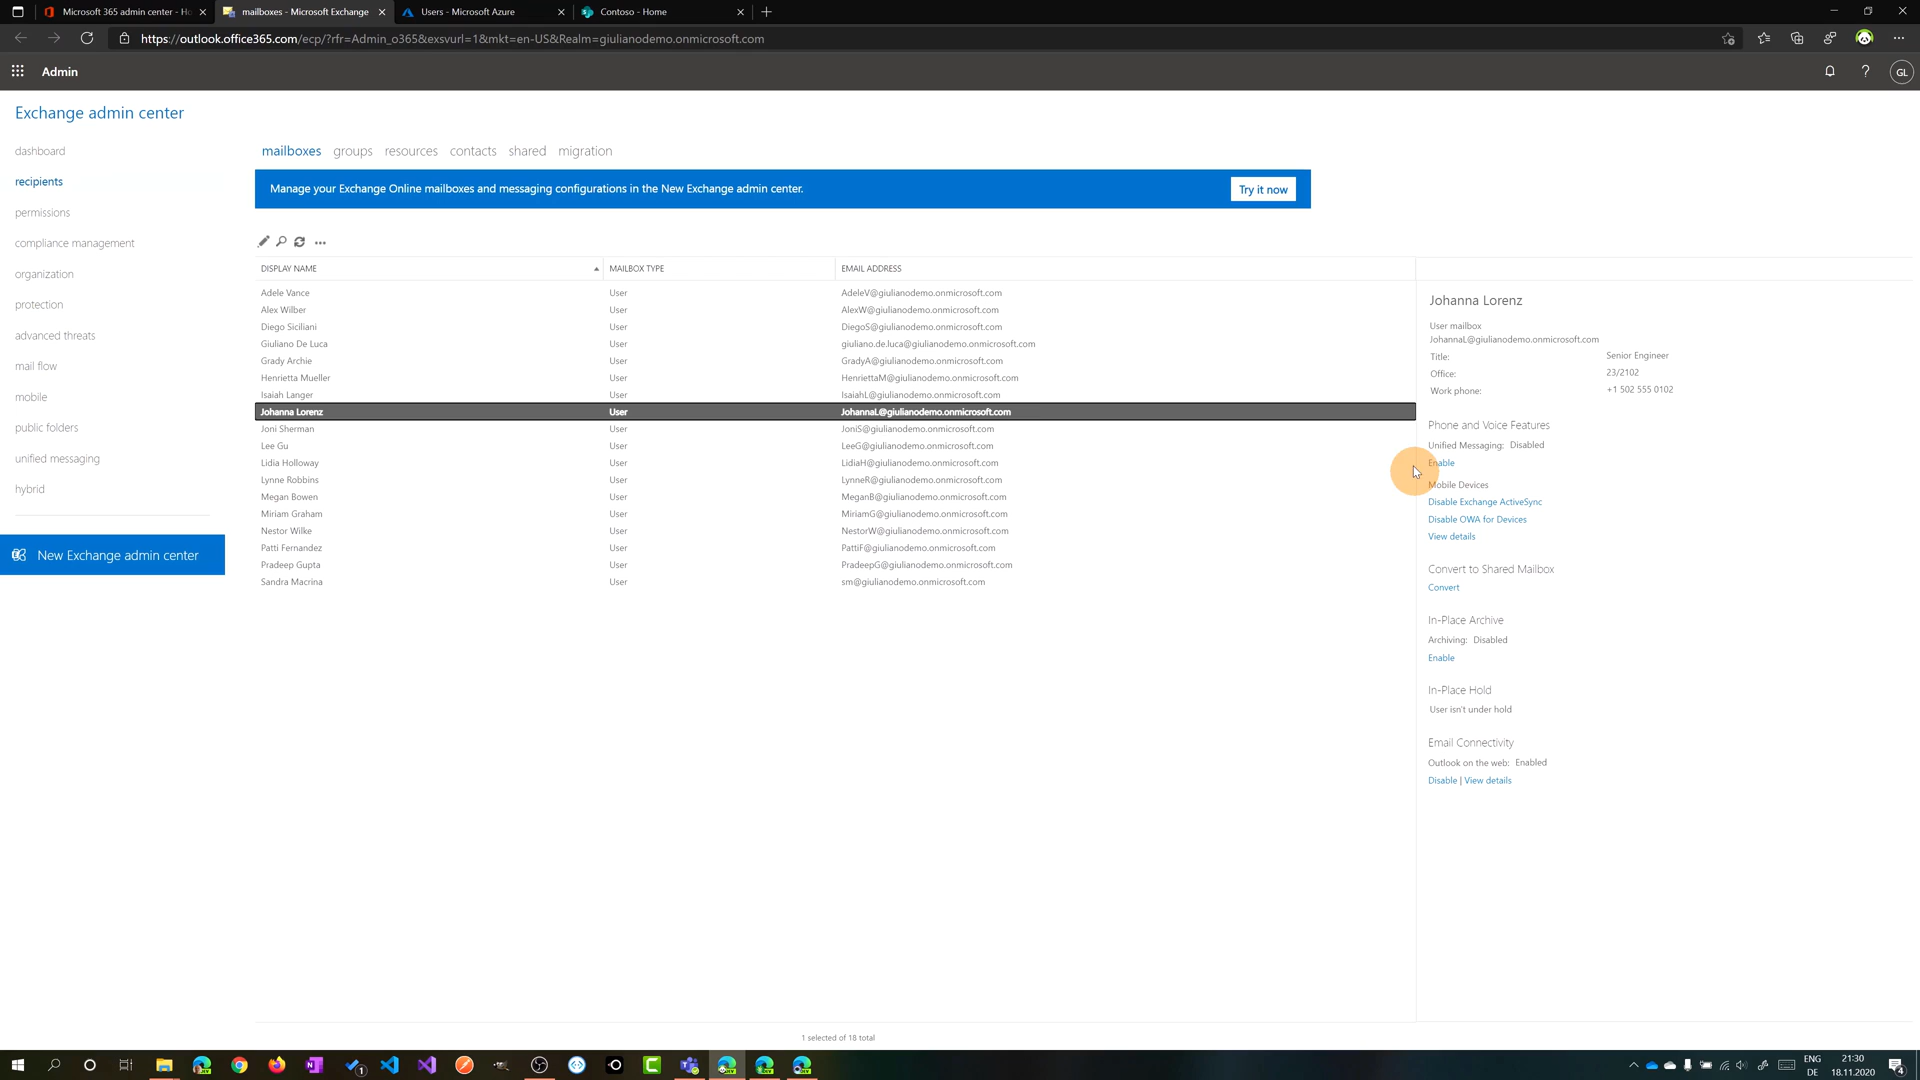 Microsoft 365 admin center - Ho
mailboxes - Microsoft Exchange
Users - Microsoft Azure
Contoso - Home
https://outlook.office365.com/ecp/?rfr=Admin_o365&exsvurl=1&mkt=en-US&Realm=giulianodemo.onmicrosoft.com
Admin
GL
Exchange admin center
dashboard
recipients
permissions
compliance management
organization
protection
advanced threats
mail flow
mobile
public folders
unified messaging
hybrid
New Exchange admin center
mailboxes groups resources contacts shared migration
Manage your Exchange Online mailboxes and messaging configurations in the New Exchange admin center.
Try it now
DISPLAY NAME MAILBOX TYPE EMAIL ADDRESS
Adele Vance User AdeleV@giulianodemo.onmicrosoft.com
Alex Wilber User AlexW@giulianodemo.onmicrosoft.com
Diego Siciliani User DiegoS@giulianodemo.onmicrosoft.com
Giuliano De Luca User giuliano.de.luca@giulianodemo.onmicrosoft.com
Grady Archie User GradyA@giulianodemo.onmicrosoft.com
Henrietta Mueller User HenriettaM@giulianodemo.onmicrosoft.com
Isaiah Langer User IsaiahL@giulianodemo.onmicrosoft.com
Johanna Lorenz User JohannaL@giulianodemo.onmicrosoft.com
Joni Sherman User JoniS@giulianodemo.onmicrosoft.com
Lee Gu User LeeG@giulianodemo.onmicrosoft.com
Lidia Holloway User LidiaH@giulianodemo.onmicrosoft.com
Lynne Robbins User LynneR@giulianodemo.onmicrosoft.com
Megan Bowen User MeganB@giulianodemo.onmicrosoft.com
Miriam Graham User MiriamG@giulianodemo.onmicrosoft.com
Nestor Wilke User NestorW@giulianodemo.onmicrosoft.com
Patti Fernandez User PattiF@giulianodemo.onmicrosoft.com
Pradeep Gupta User PradeepG@giulianodemo.onmicrosoft.com
Sandra Macrina User sm@giulianodemo.onmicrosoft.com
1 selected of 18 total
Johanna Lorenz
User mailbox
JohannaL@giulianodemo.onmicrosoft.com
Title: Senior Engineer
Office: 23/2102
Work phone: +1 502 555 0102
Phone and Voice Features
Unified Messaging: Disabled
Enable
Mobile Devices
Disable Exchange ActiveSync
Disable OWA for Devices
View details
Convert to Shared Mailbox
Convert
In-Place Archive
Archiving: Disabled
Enable
In-Place Hold
User isn't under hold
Email Connectivity
Outlook on the web: Enabled
Disable | View details
ENG
DE
21:30
18.11.2020